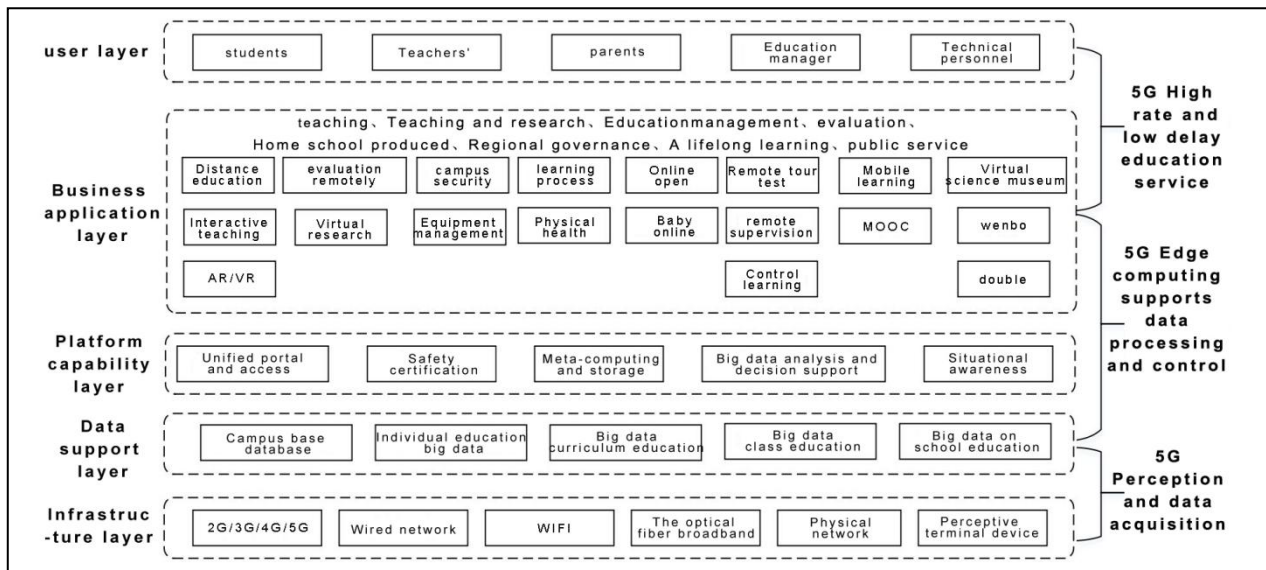 user layer
students
Teachers'
parents
Education
manager
Technical
personnel
5G High
rate and
low delay
education
service
Business
application
layer
teaching、Teaching and research、Educationmanagement、evaluation、
Home school produced、Regional governance、A lifelong learning、public service
Distance
education
evaluation
remotely
campus
security
learning
process
Online
open
Remote tour
test
Mobile
learning
Virtual
science museum
Interactive
teaching
Virtual
research
Equipment
management
Physical
health
Baby
online
remote
supervision
MOOC
wenbo
AR/VR
Control
learning
double
5G Edge
computing
supports
data
processing
and control
Platform
capability
layer
Unified portal
and access
Safety
certification
Meta-computing
and storage
Big data analysis and
decision support
Situational
awareness
Data
support
layer
Campus base
database
Individual education
big data
Big data
curriculum education
Big data
class education
Big data on
school education
5G
Perception
and data
acquisition
Infrastruc
-ture layer
2G/3G/4G/5G
Wired network
WIFI
The optical
fiber broadband
Physical
network
Perceptive
terminal device